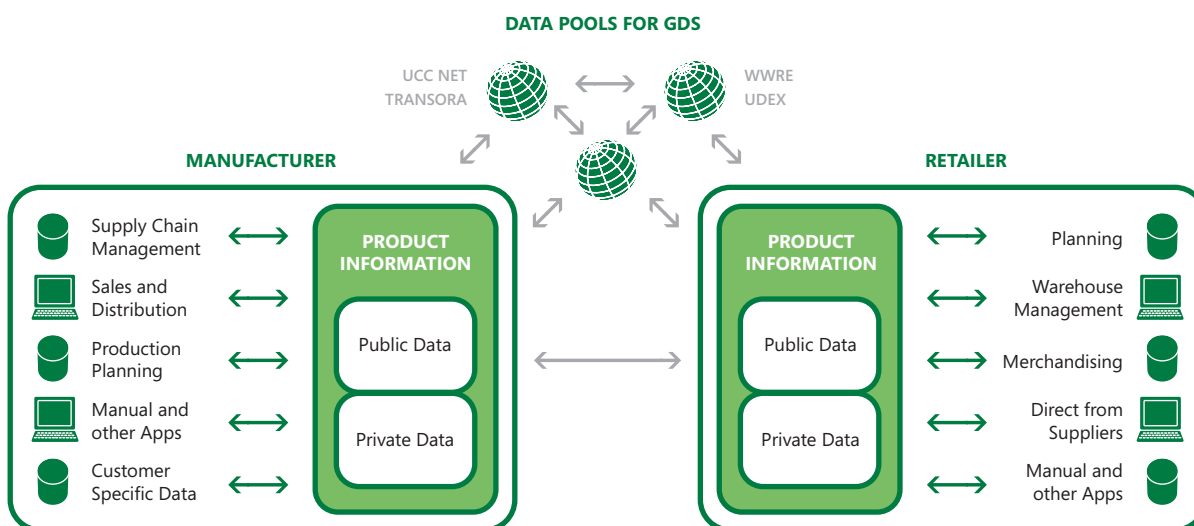 DATA POOLS FOR GDS
UCC NET
TRANSORA
WWRE
UDEX
MANUFACTURER
RETAILER
Supply Chain
Management
Sales and
Distribution
Production
Planning
Manual and
other Apps
Customer
Specific Data
PRODUCT
INFORMATION
Public Data
Private Data
PRODUCT
INFORMATION
Public Data
Private Data
Planning
Warehouse
Management
Merchandising
Direct from
Suppliers
Manual and
other Apps